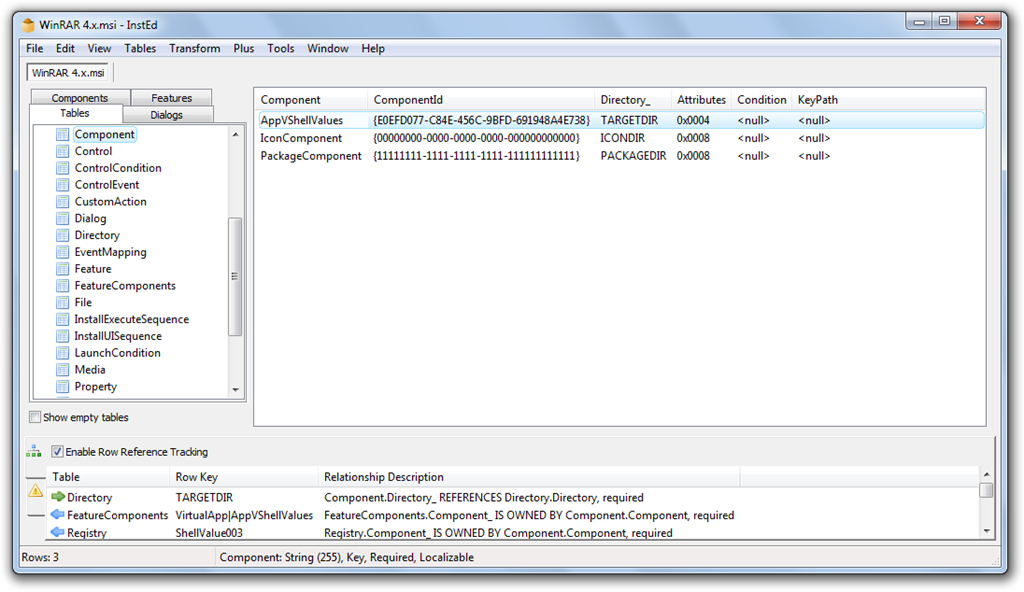 WinRAR 4.x.msi - InstEd
File Edit View Tables Transform Plus Tools Window Help
WinRAR 4.x.msi
Components Features
Tables Dialogs
Component
Control
ControlCondition
ControlEvent
CustomAction
Dialog
Directory
EventMapping
Feature
FeatureComponents
File
InstallExecuteSequence
InstallUISequence
LaunchCondition
Media
Property
Show empty tables
Component ComponentId Directory_ Attributes Condition KeyPath
AppVShellValues {E0EFD077-C84E-456C-9BFD-691948A4E738} TARGETDIR 0x0004 <null> <null>
IconComponent {00000000-0000-0000-0000-000000000000} ICONDIR 0x0008 <null> <null>
PackageComponent {11111111-1111-1111-1111-111111111111} PACKAGEDIR 0x0008 <null> <null>
Enable Row Reference Tracking
Table Row Key Relationship Description
Directory TARGETDIR Component.Directory_ REFERENCES Directory.Directory, required
FeatureComponents VirtualApp|AppVShellValues FeatureComponents.Component_ IS OWNED BY Component.Component, required
Registry ShellValue003 Registry.Component_ IS OWNED BY Component.Component, required
Rows: 3 Component: String (255), Key, Required, Localizable